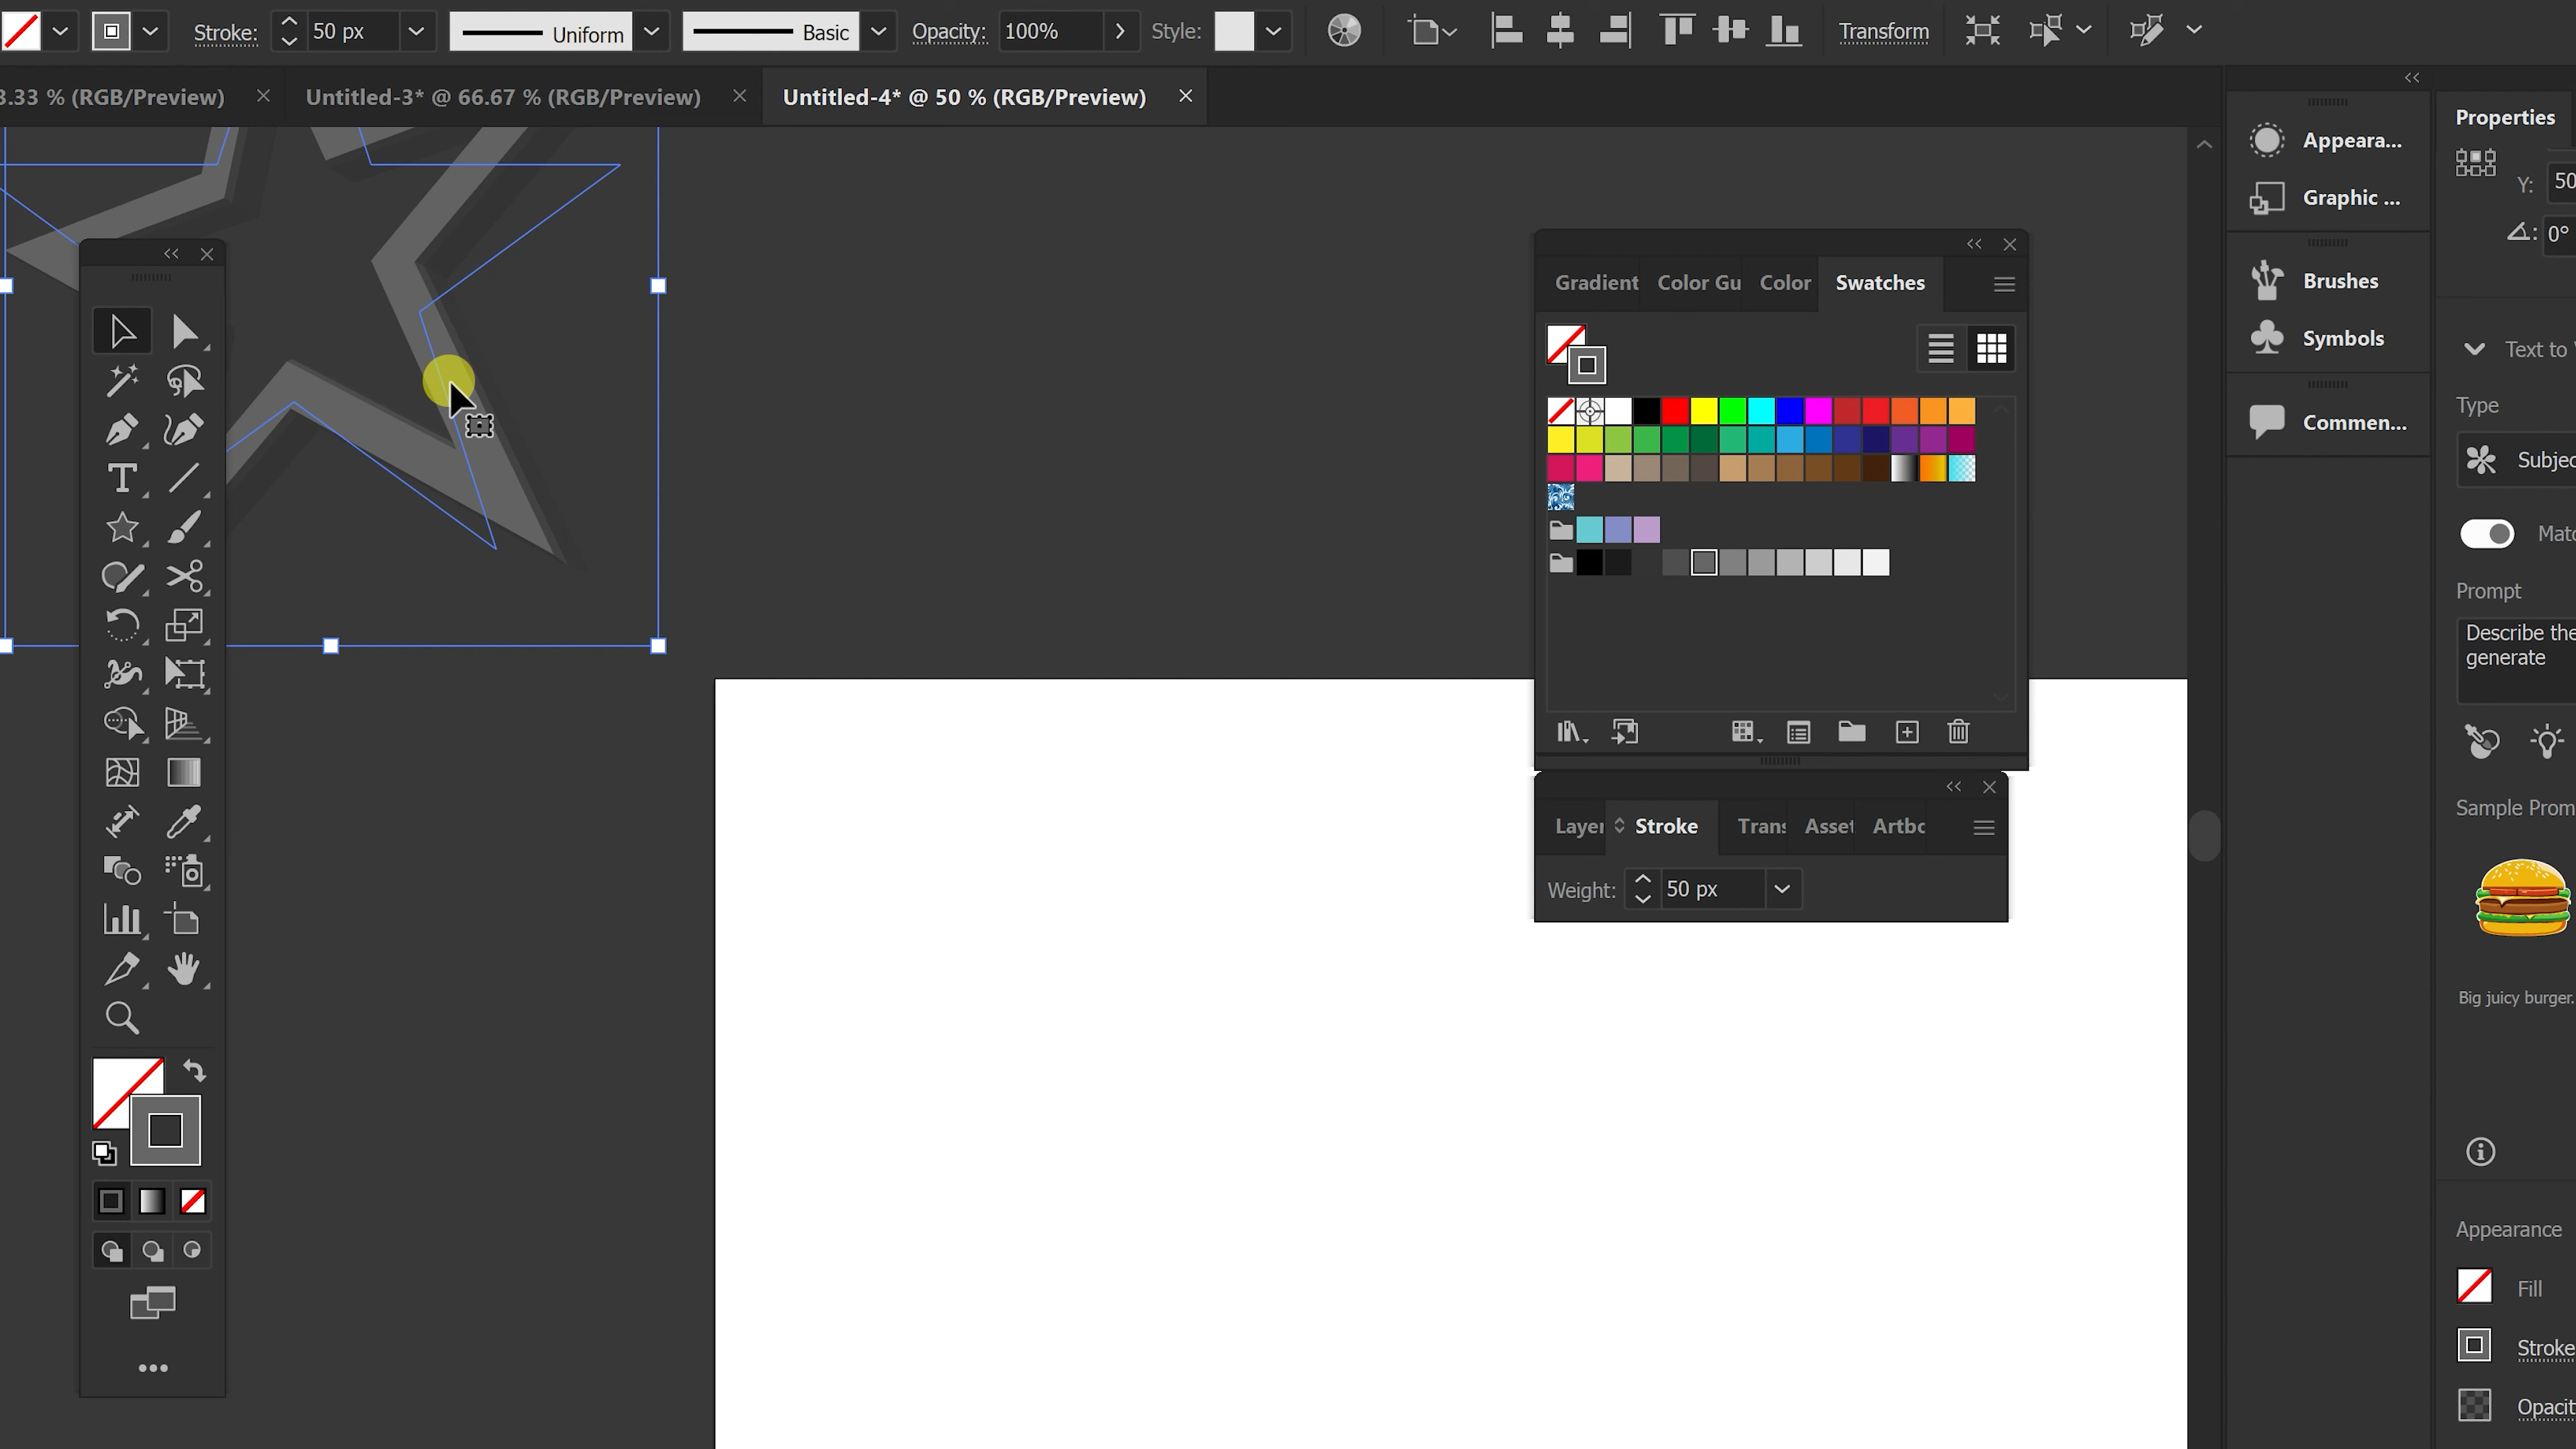 Stroke: 50 px Uniform Basic Opacity: 100% Style: Transform
3.33 % (RGB/Preview) Untitled-3* @ 66.67 % (RGB/Preview) Untitled-4* @ 50 % (RGB/Preview)
Properties
Appeara...
Graphic ...
Brushes
Symbols
Commen...
Y: 50
0°
Gradient Color Gu Color Swatches
Layer Stroke Trans Asset Artbo
Weight: 50 px
Text to
Type
Subjec
Matc
Prompt
Describe the
generate
Sample Prom
Big juicy burger.
Appearance
Fill
Stroke
Opacit